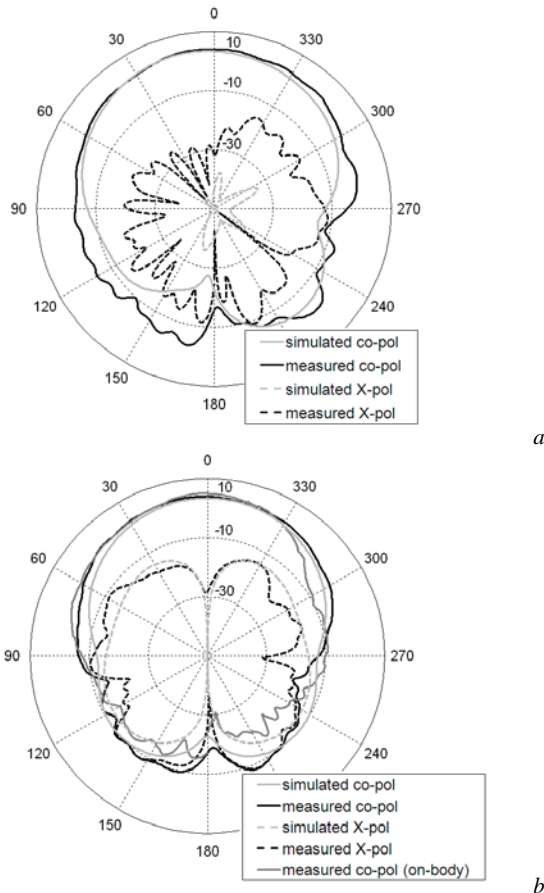 0
30
10
330
60
-10
300
-30
90
270
120
240
150
180
simulated co-pol
measured co-pol
simulated X-pol
measured X-pol
a
0
30
10
330
60
-10
300
-30
90
270
120
240
150
180
simulated co-pol
measured co-pol
simulated X-pol
measured X-pol
measured co-pol (on-body)
b